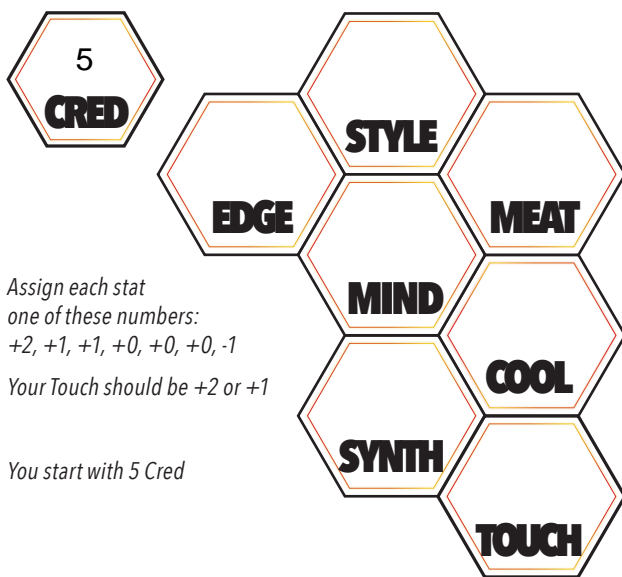 5
CRED
STYLE
EDGE
MEAT
MIND
Assign each stat
one of these numbers:
+2, +1, +1, +0, +0, +0, -1
COOL
Your Touch should be +2 or +1
SYNTH
You start with 5 Cred
TOUCH